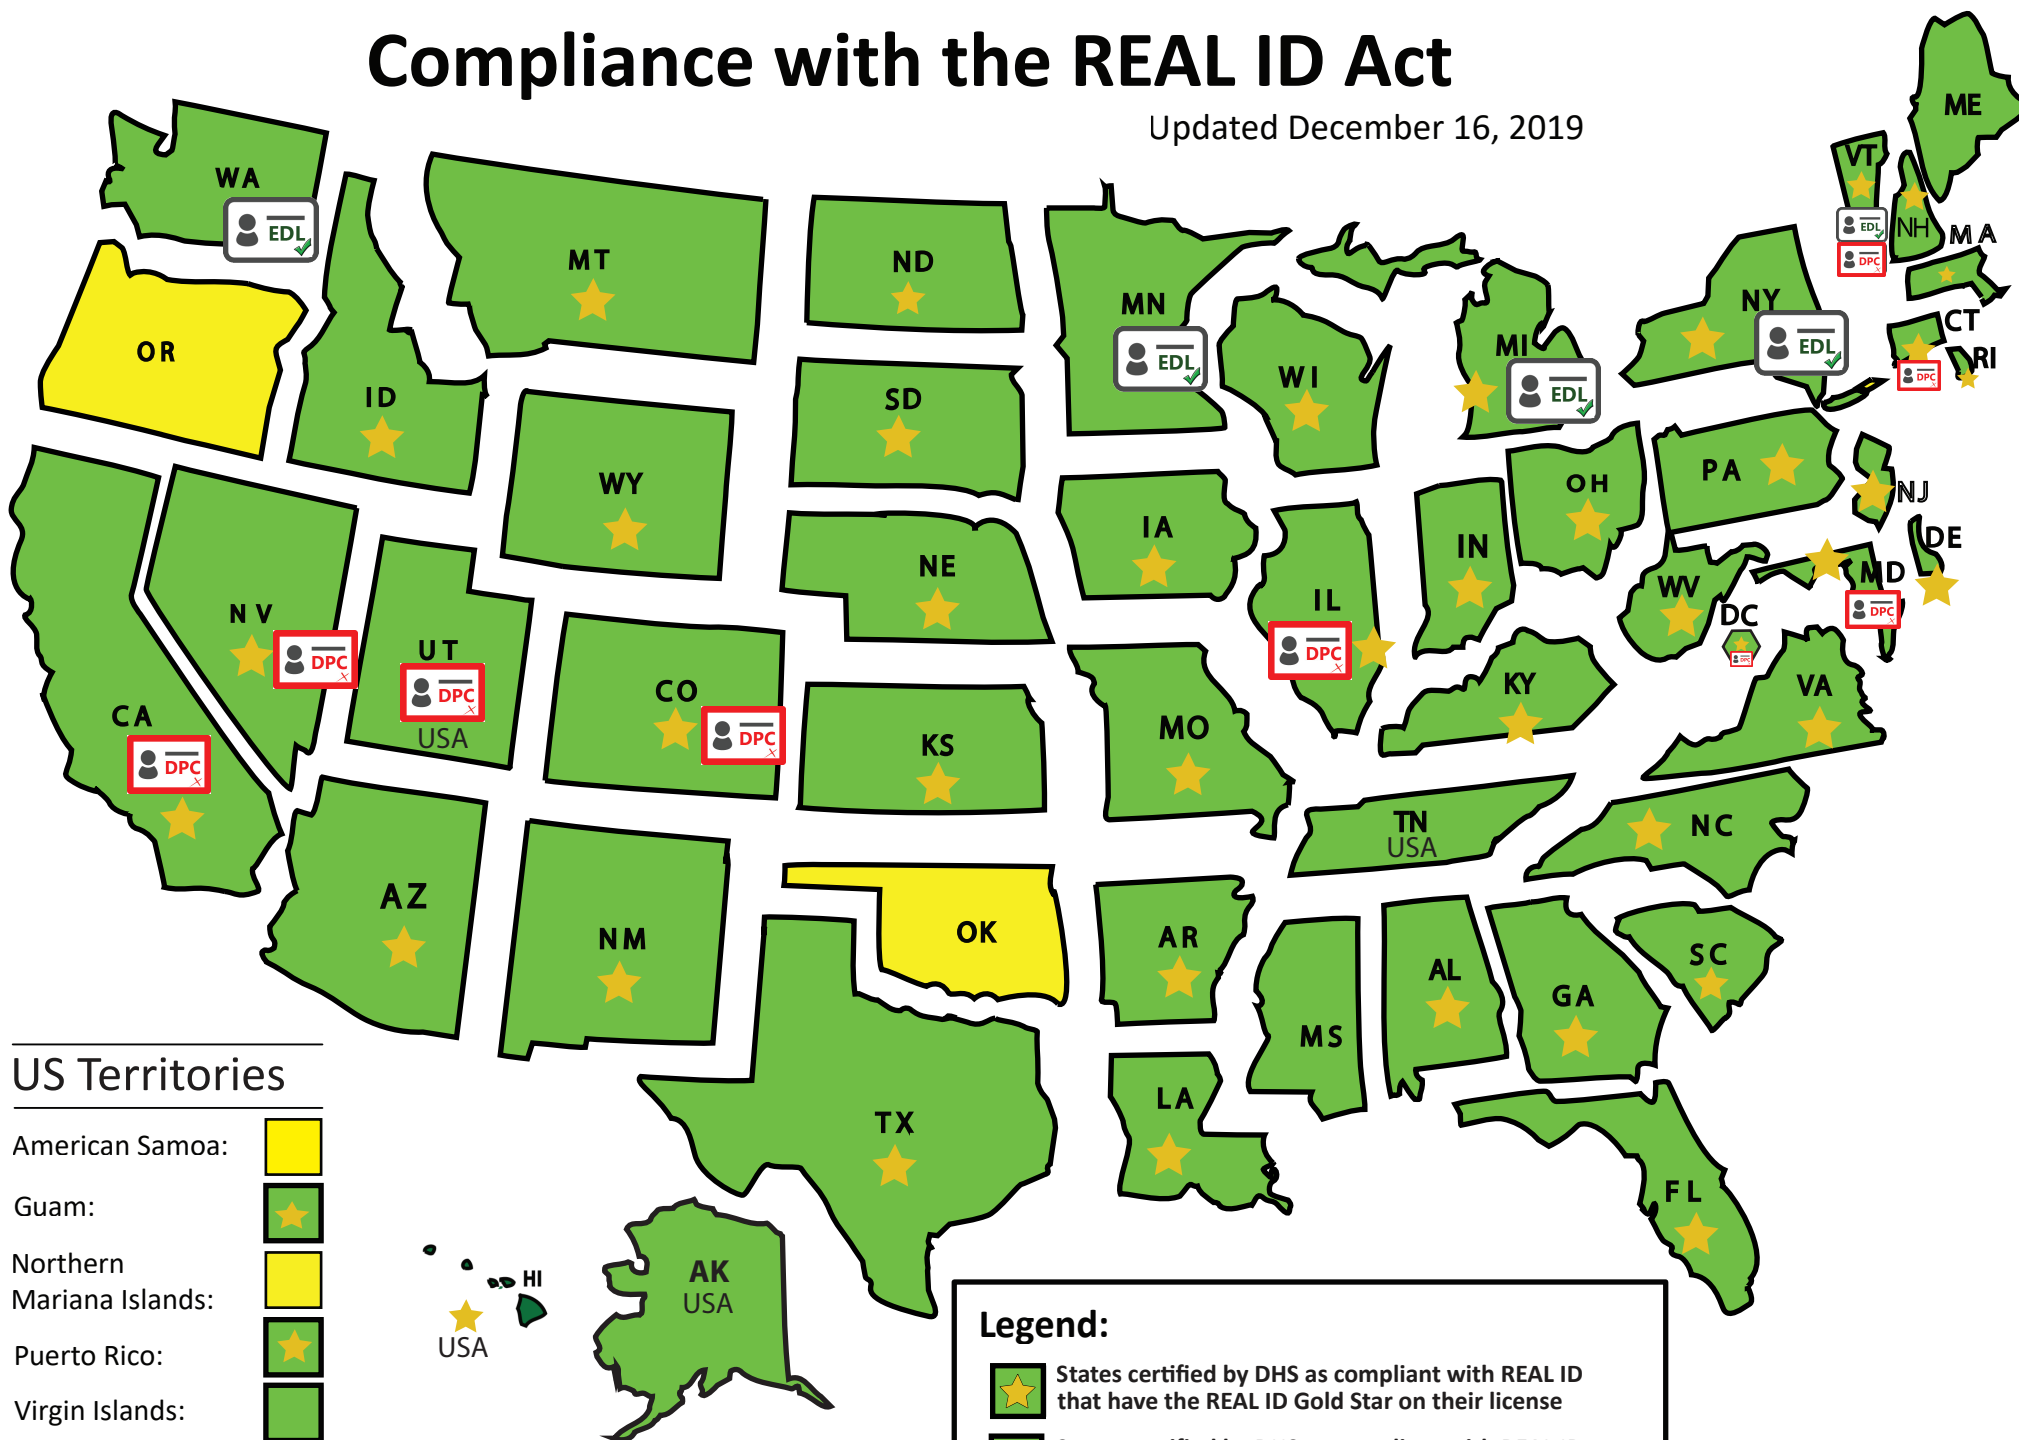 Compliance with the REAL ID Act
Updated December 16, 2019
ME
WA
EDL
VT
EDL
DPC
NH
MA
MT
ND
MN
EDL
NY
EDL
CT
DPC
RI
OR
ID
SD
WI
MI
EDL
WY
PA
OH
NJ
IA
IN
NE
DE
MD
DPC
WV
DC
DPC
NV
DPC
UT
DPC
USA
IL
DPC
CO
DPC
KS
MO
KY
VA
CA
DPC
TN
USA
NC
AZ
NM
OK
AR
MS
AL
GA
SC
TX
LA
FL
US Territories
American Samoa:
Guam:
Northern
Mariana Islands:
Puerto Rico:
Virgin Islands:
HI
USA
AK
USA
Legend:
States certified by DHS as compliant with REAL ID
that have the REAL ID Gold Star on their license